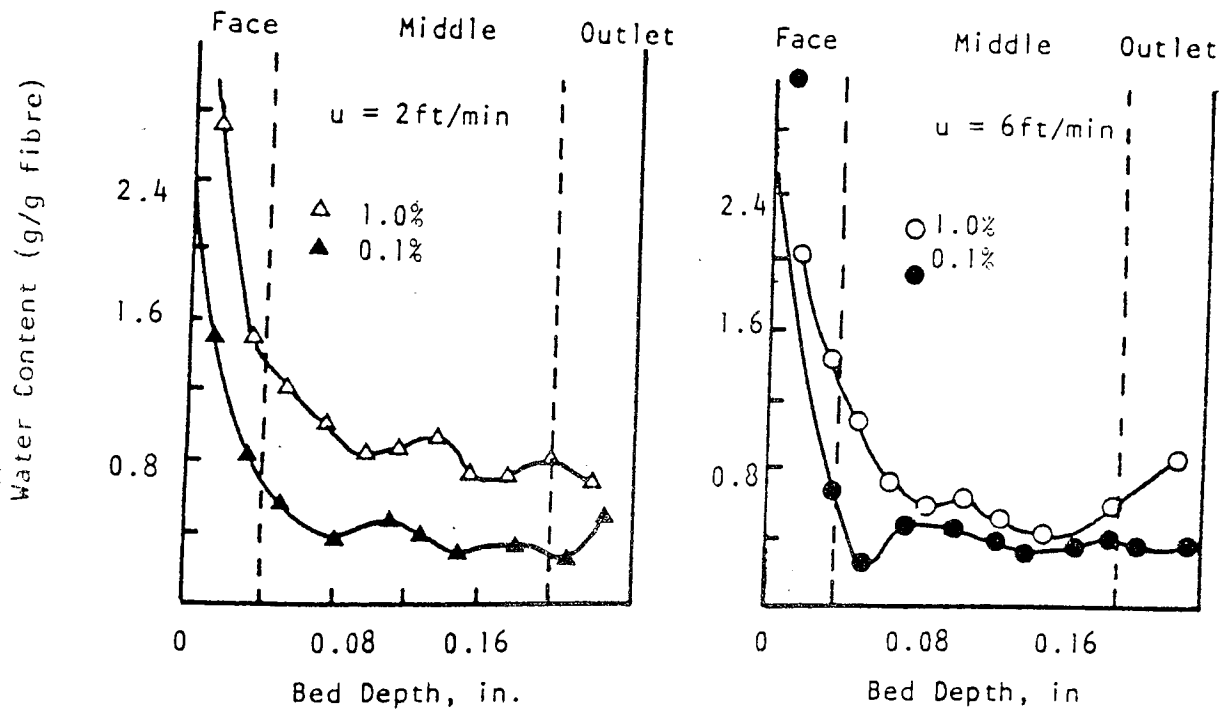 Face Middle Outlet
u = 2ft/min
1.0%
0.1%
Water Content (g/g fibre)
2.4
1.6
0.8
0 0.08 0.16
Bed Depth, in.
Face Middle Outlet
u = 6ft/min
1.0%
0.1%
2.4
1.6
0.8
0 0.08 0.16
Bed Depth, in